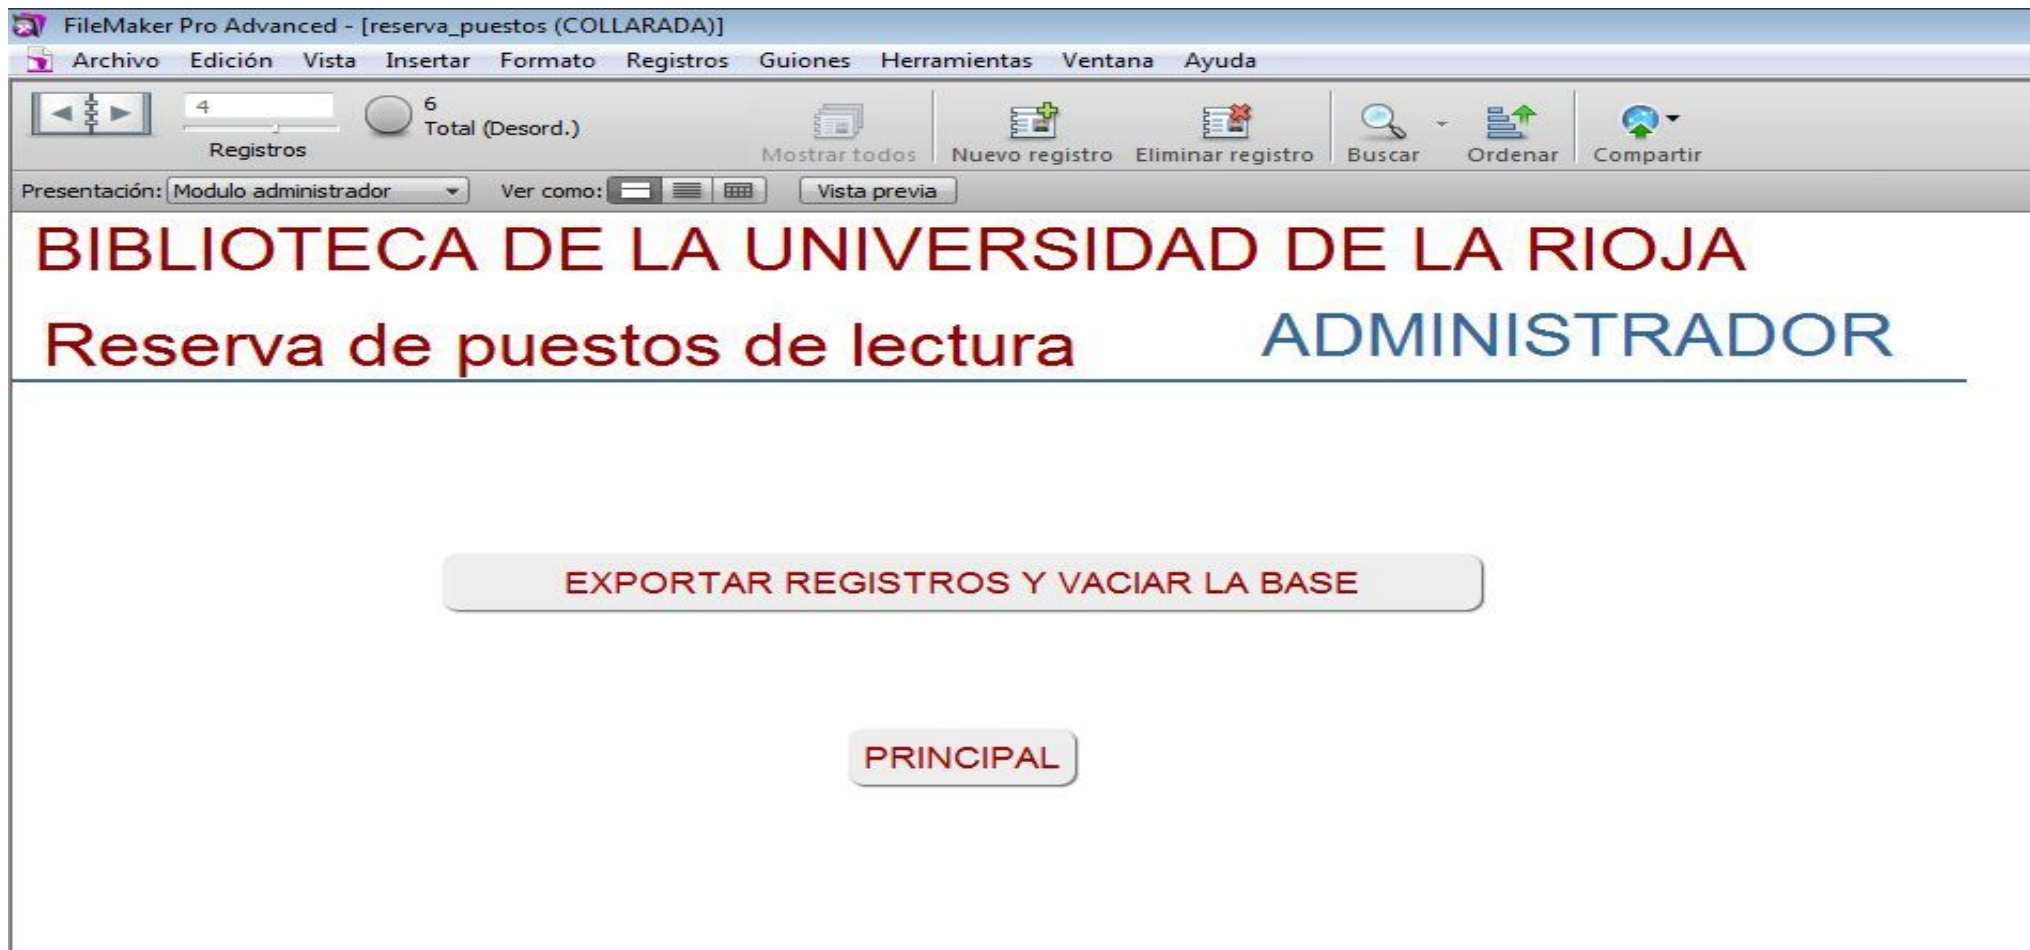 FileMaker Pro Advanced - [reserva_puestos (COLLARADA)]
Archivo Edición Vista Insertar Formato Registros Guiones Herramientas Ventana Ayuda
4
6
Total (Desord.)
Registros
Mostrar todos Nuevo registro Eliminar registro Buscar Ordenar Compartir
Presentación: Modulo administrador Ver como: Vista previa
BIBLIOTECA DE LA UNIVERSIDAD DE LA RIOJA
Reserva de puestos de lectura ADMINISTRADOR
EXPORTAR REGISTROS Y VACIAR LA BASE
PRINCIPAL